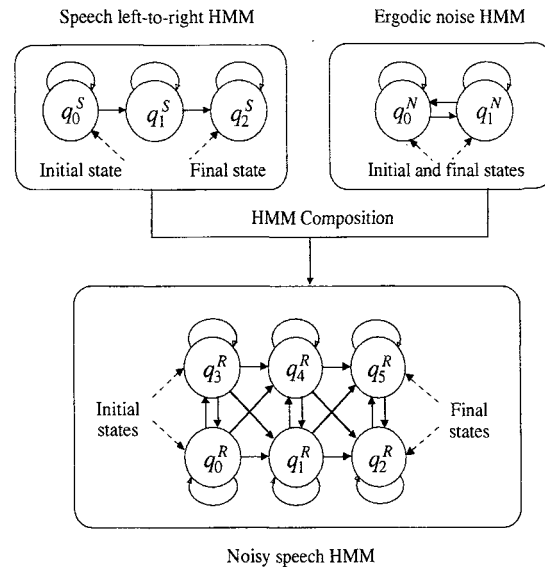 Speech left-to-right HMM
Ergodic noise HMM
q_0^S q_1^S q_2^S
q_0^N q_1^N
Initial state Final state
Initial and final states
HMM Composition
q_3^R q_4^R q_5^R
Initial
states
Final
states
q_0^R q_1^R q_2^R
Noisy speech HMM